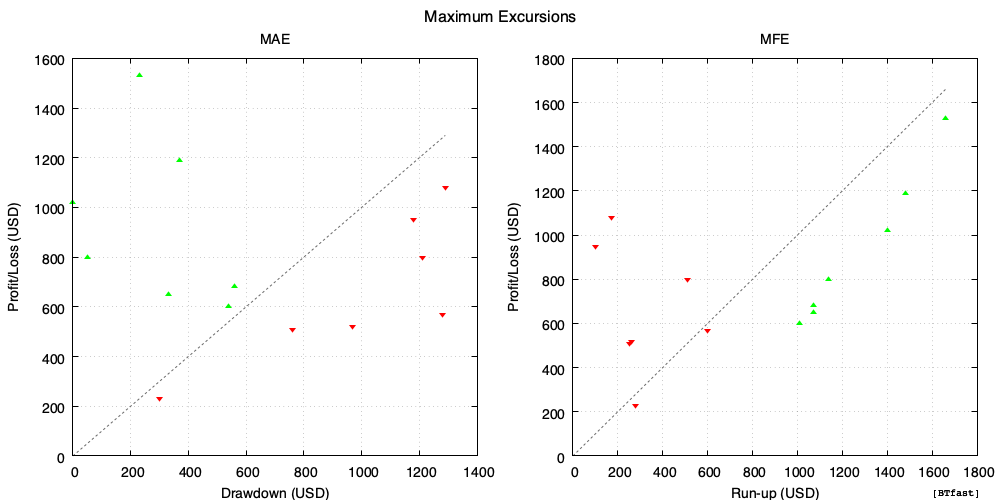 Maximum Excursions
MAE
Profit/Loss (USD)
1600
1400
1200
1000
800
600
400
200
0
0 200 400 600 800 1000 1200 1400
Drawdown (USD)
MFE
Profit/Loss (USD)
1800
1600
1400
1200
1000
800
600
400
200
0
0 200 400 600 800 1000 1200 1400 1600 1800
Run-up (USD)
[BTfast]